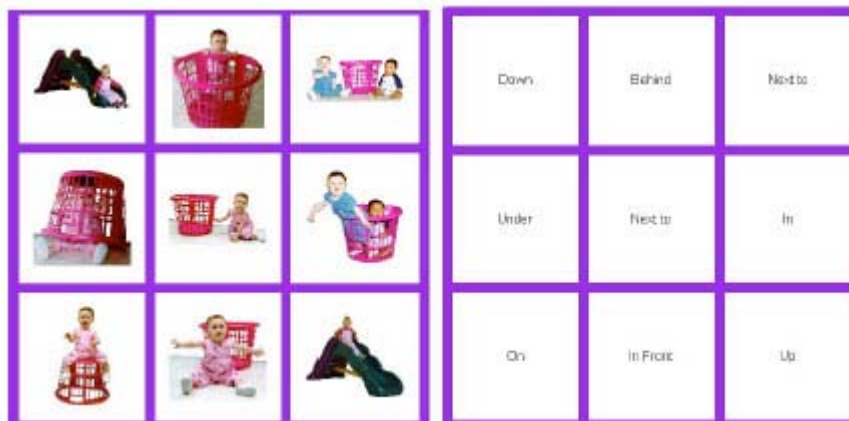 Down
Behind
Next to
Under
Next to
In
On
In Front
Up